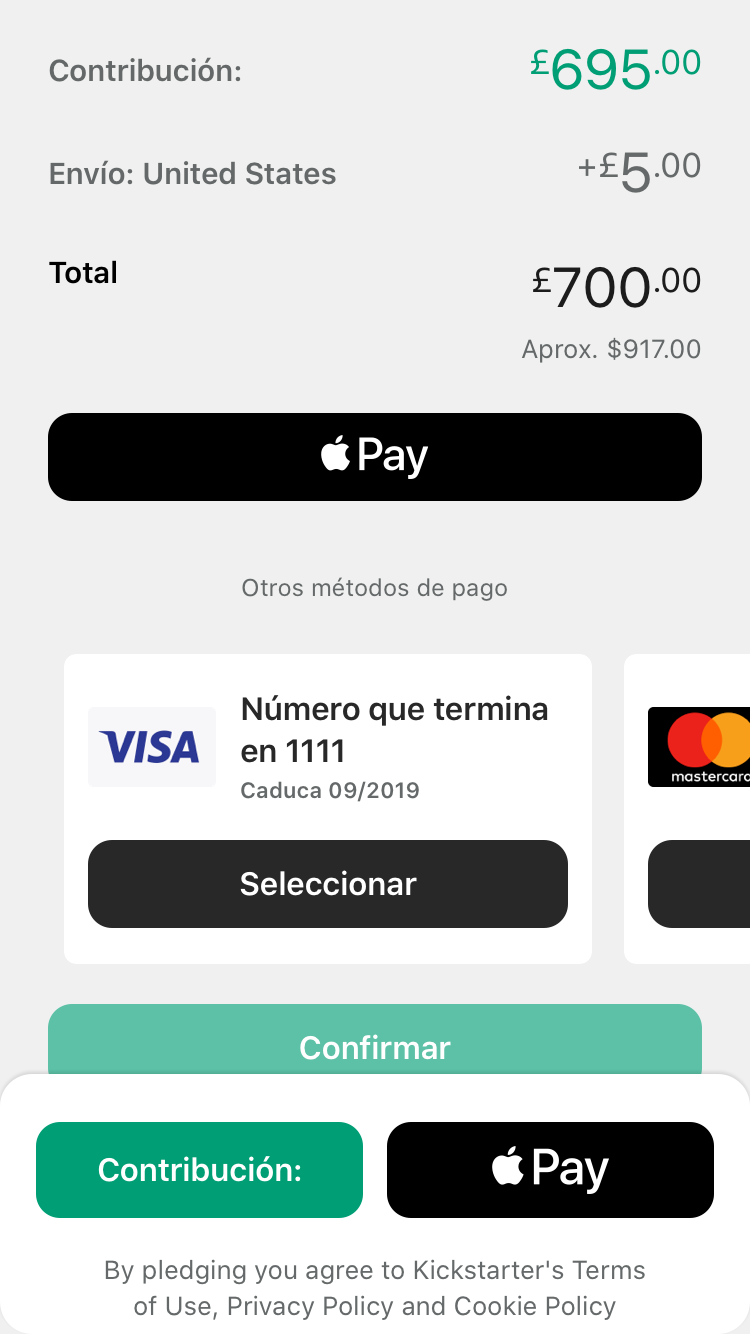 Contribución: £695.00
Envío: United States +£5.00
Total £700.00
Aprox. $917.00
Pay
Otros métodos de pago
VISA
Número que termina
en 1111
Caduca 09/2019
mastercard
Seleccionar
Confirmar
Contribución: Pay
By pledging you agree to Kickstarter's Terms
of Use, Privacy Policy and Cookie Policy